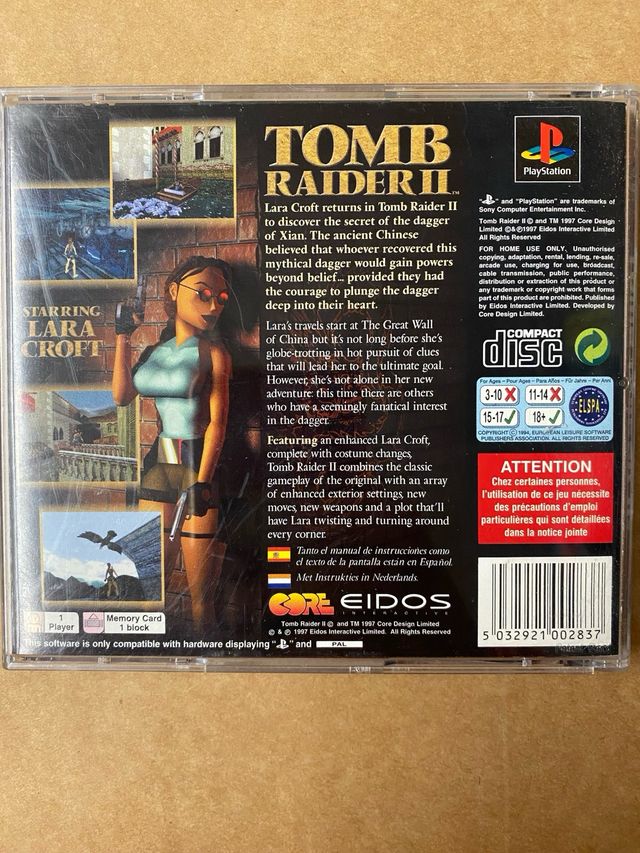 TOMB
RAIDER II™
Lara Croft returns in Tomb Raider II
to discover the secret of the dagger
of Xian. The ancient Chinese
believed that whoever recovered this
mythical dagger would gain powers
beyond belief... provided they had
the courage to plunge the dagger
deep into their heart.
Lara's travels start at The Great Wall
of China but it's not long before she's
globe-trotting in hot pursuit of clues
that will lead her to the ultimate goal.
However, she's not alone in her new
adventure: this time there are others
who have a seemingly fanatical interest
in the dagger.
Featuring an enhanced Lara Croft,
complete with costume changes,
Tomb Raider II combines the classic
gameplay of the original with an array
of enhanced exterior settings, new
moves, new weapons and a plot that'll
have Lara twisting and turning around
every corner.
Tanto el manual de instrucciones como
el texto de la pantalla están en Español.
Met Instrukties in Nederlands.
CORE EIDOS
INTERACTIVE
Tomb Raider II © and TM 1997 Core Design Limited
© & ℗ 1997 Eidos Interactive Limited. All Rights Reserved.
STARRING
LARA
CROFT
1
Player
Memory Card
1 block
This software is only compatible with hardware displaying " " and PAL
PlayStation
" " and "PlayStation" are trademarks of
Sony Computer Entertainment Inc.
Tomb Raider II © and TM 1997 Core Design
Limited ©&℗1997 Eidos Interactive Limited
All Rights Reserved
FOR HOME USE ONLY. Unauthorised
copying, adaptation, rental, lending, re-sale,
arcade use, charging for use, broadcast,
cable transmission, public performance,
distribution or extraction of this product or
any trademark or copyright work that forms
part of this product are prohibited. Published
by Eidos Interactive Limited. Developed by
Core Design Limited.
COMPACT
disc
For Ages - Pour Ages - Para Años - Für Jahre - Per Anni
3-10 11-14
15-17 18+
ELSPA
COPYRIGHT © 1994, EUROPEAN LEISURE SOFTWARE
PUBLISHERS ASSOCIATION. ALL RIGHTS RESERVED
ATTENTION
Chez certaines personnes,
l'utilisation de ce jeu nécessite
des précautions d'emploi
particulières qui sont détaillées
dans la notice jointe
5 032921 002837